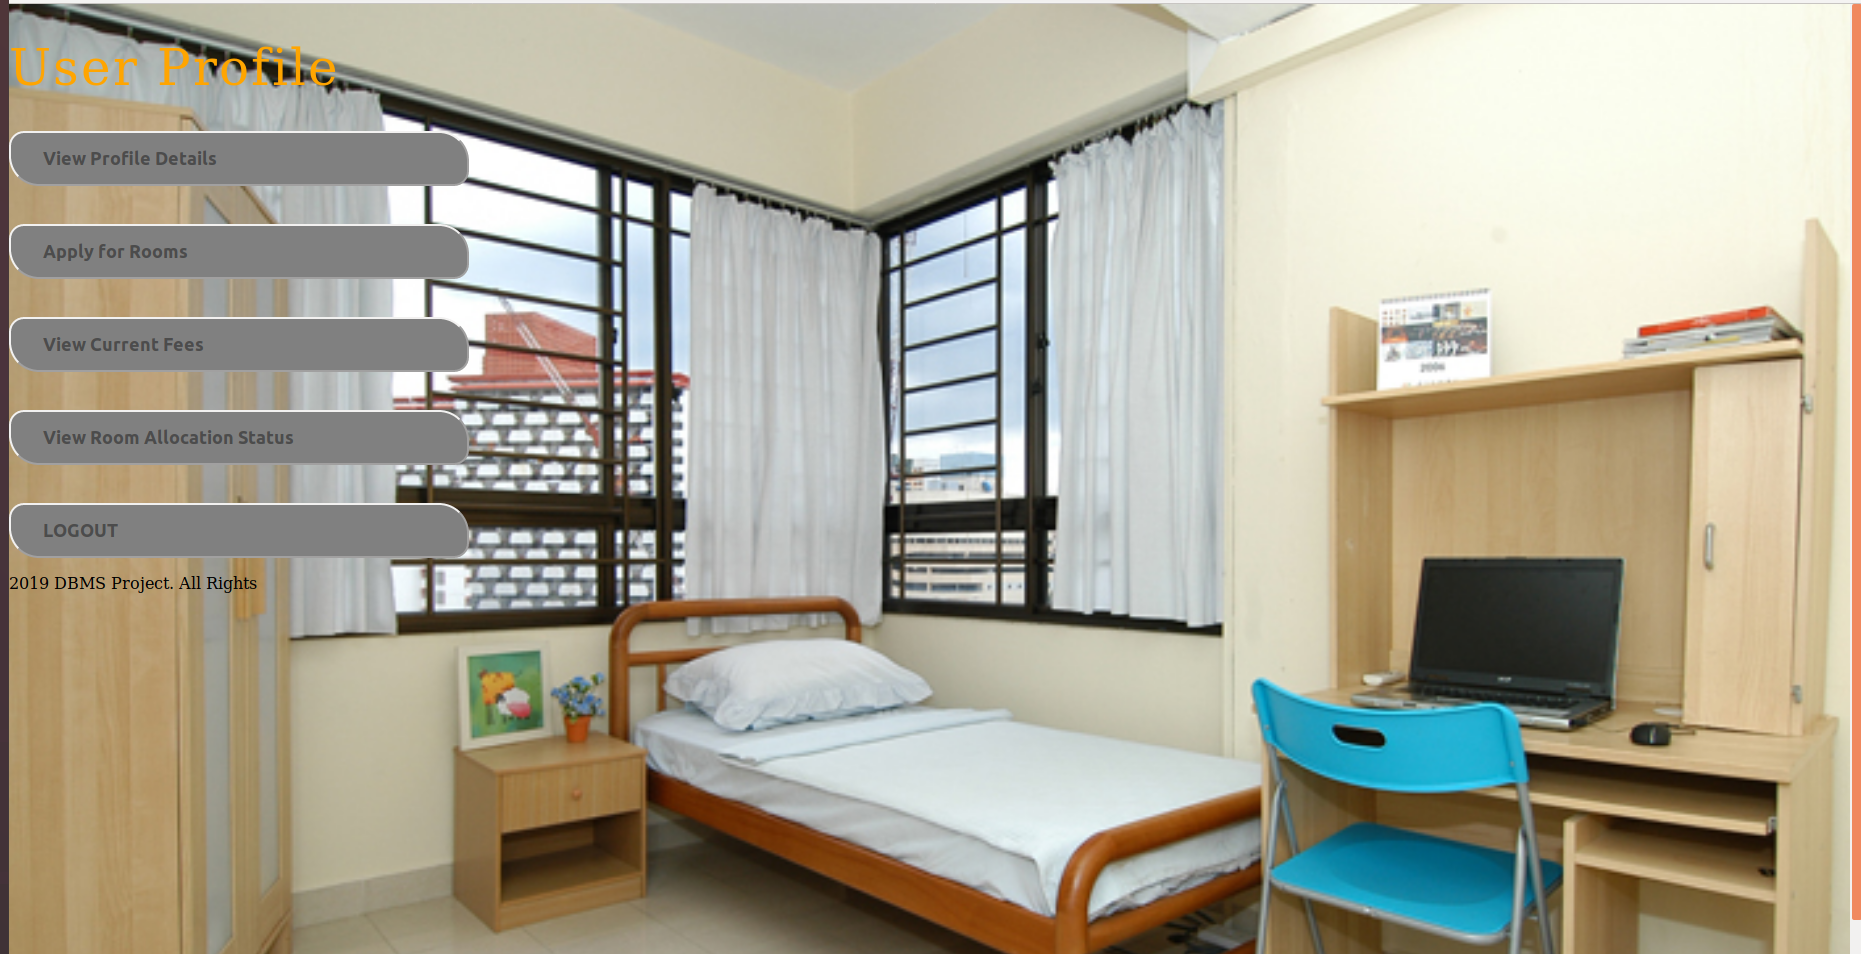 User Profile
View Profile Details
Apply for Rooms
View Current Fees
View Room Allocation Status
LOGOUT
2019 DBMS Project. All Rights
2006